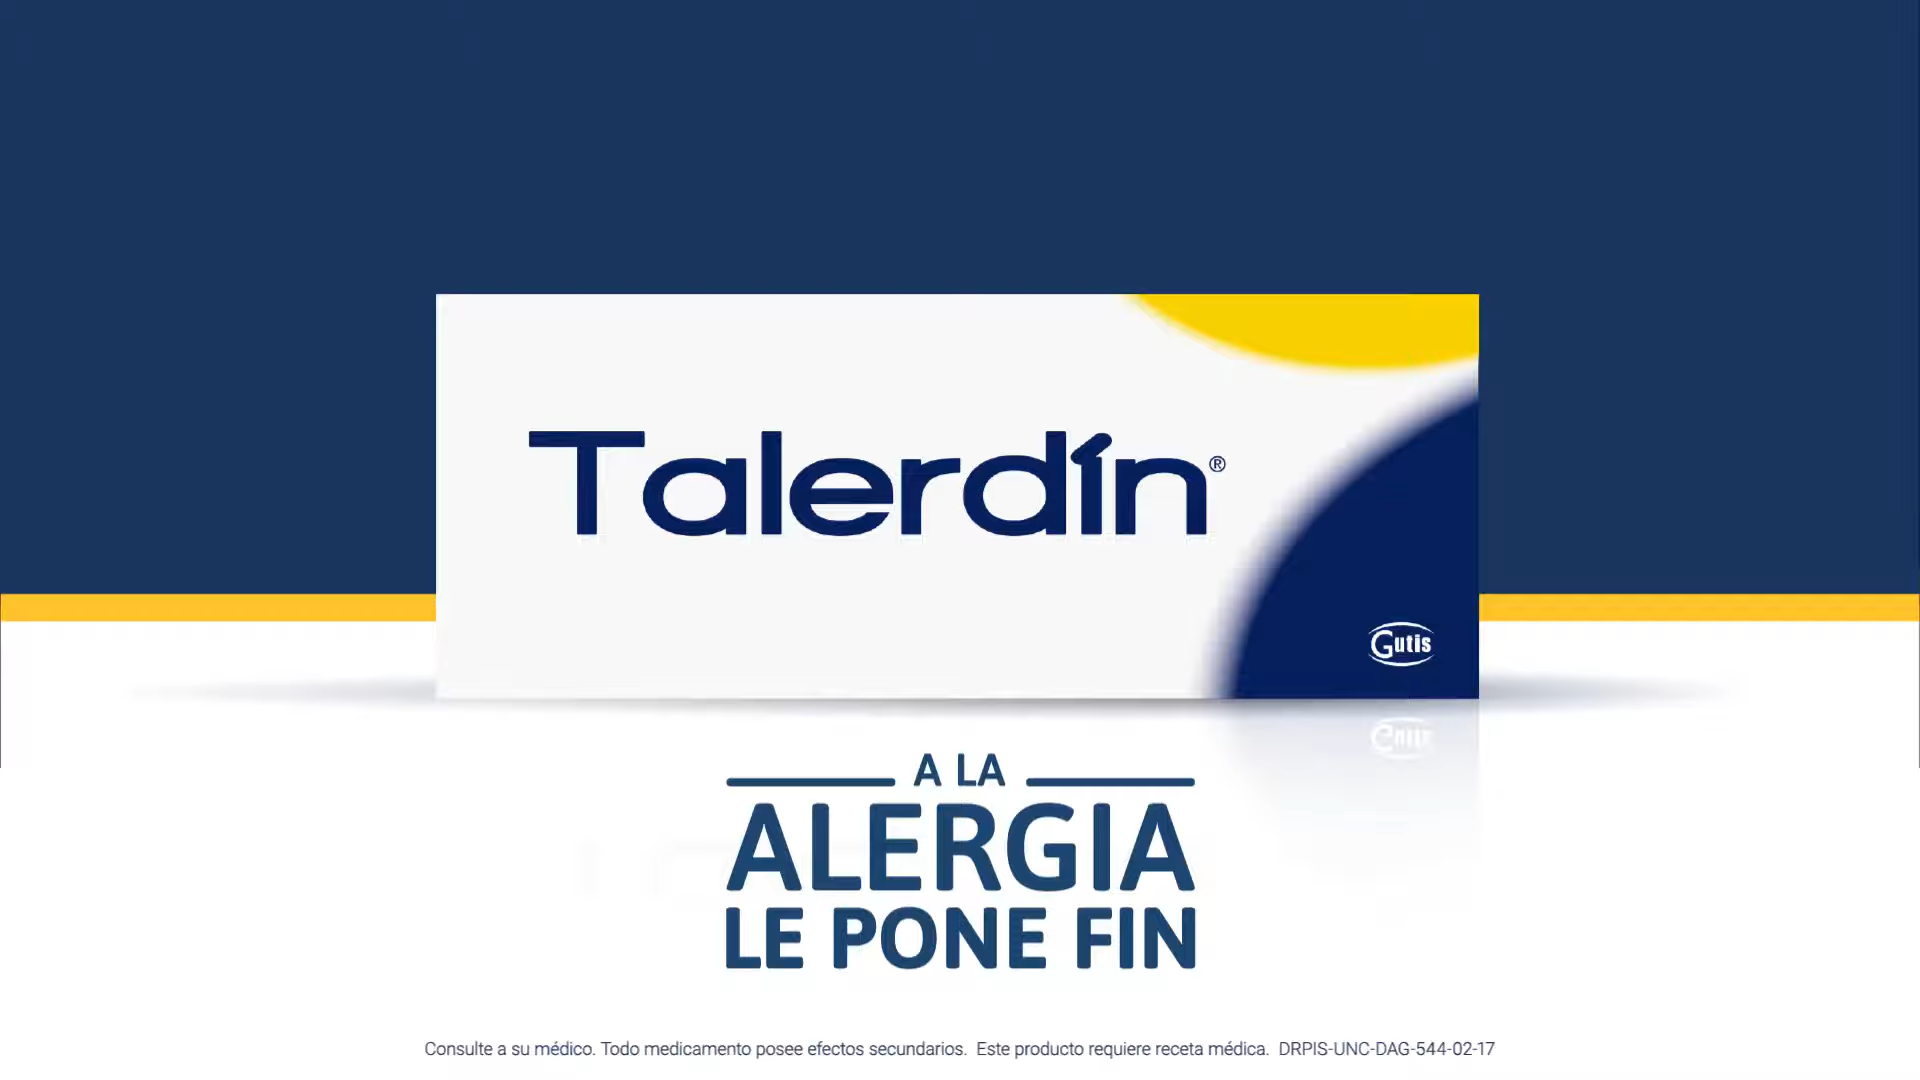 Talerdín®
Gutis
A LA
ALERGIA
LE PONE FIN
Consulte a su médico. Todo medicamento posee efectos secundarios. Este producto requiere receta médica. DRPIS-UNC-DAG-544-02-17